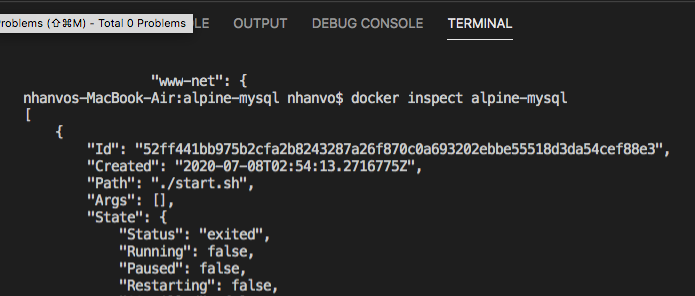 roblems (⇧⌘M) - Total 0 Problems
LE OUTPUT DEBUG CONSOLE TERMINAL
"www-net": {
nhanvos-MacBook-Air:alpine-mysql nhanvo$ docker inspect alpine-mysql
[
{
"Id": "52ff441bb975b2cfa2b8243287a26f870c0a693202ebbe55518d3da54cef88e3",
"Created": "2020-07-08T02:54:13.2716775Z",
"Path": "./start.sh",
"Args": [],
"State": {
"Status": "exited",
"Running": false,
"Paused": false,
"Restarting": false,